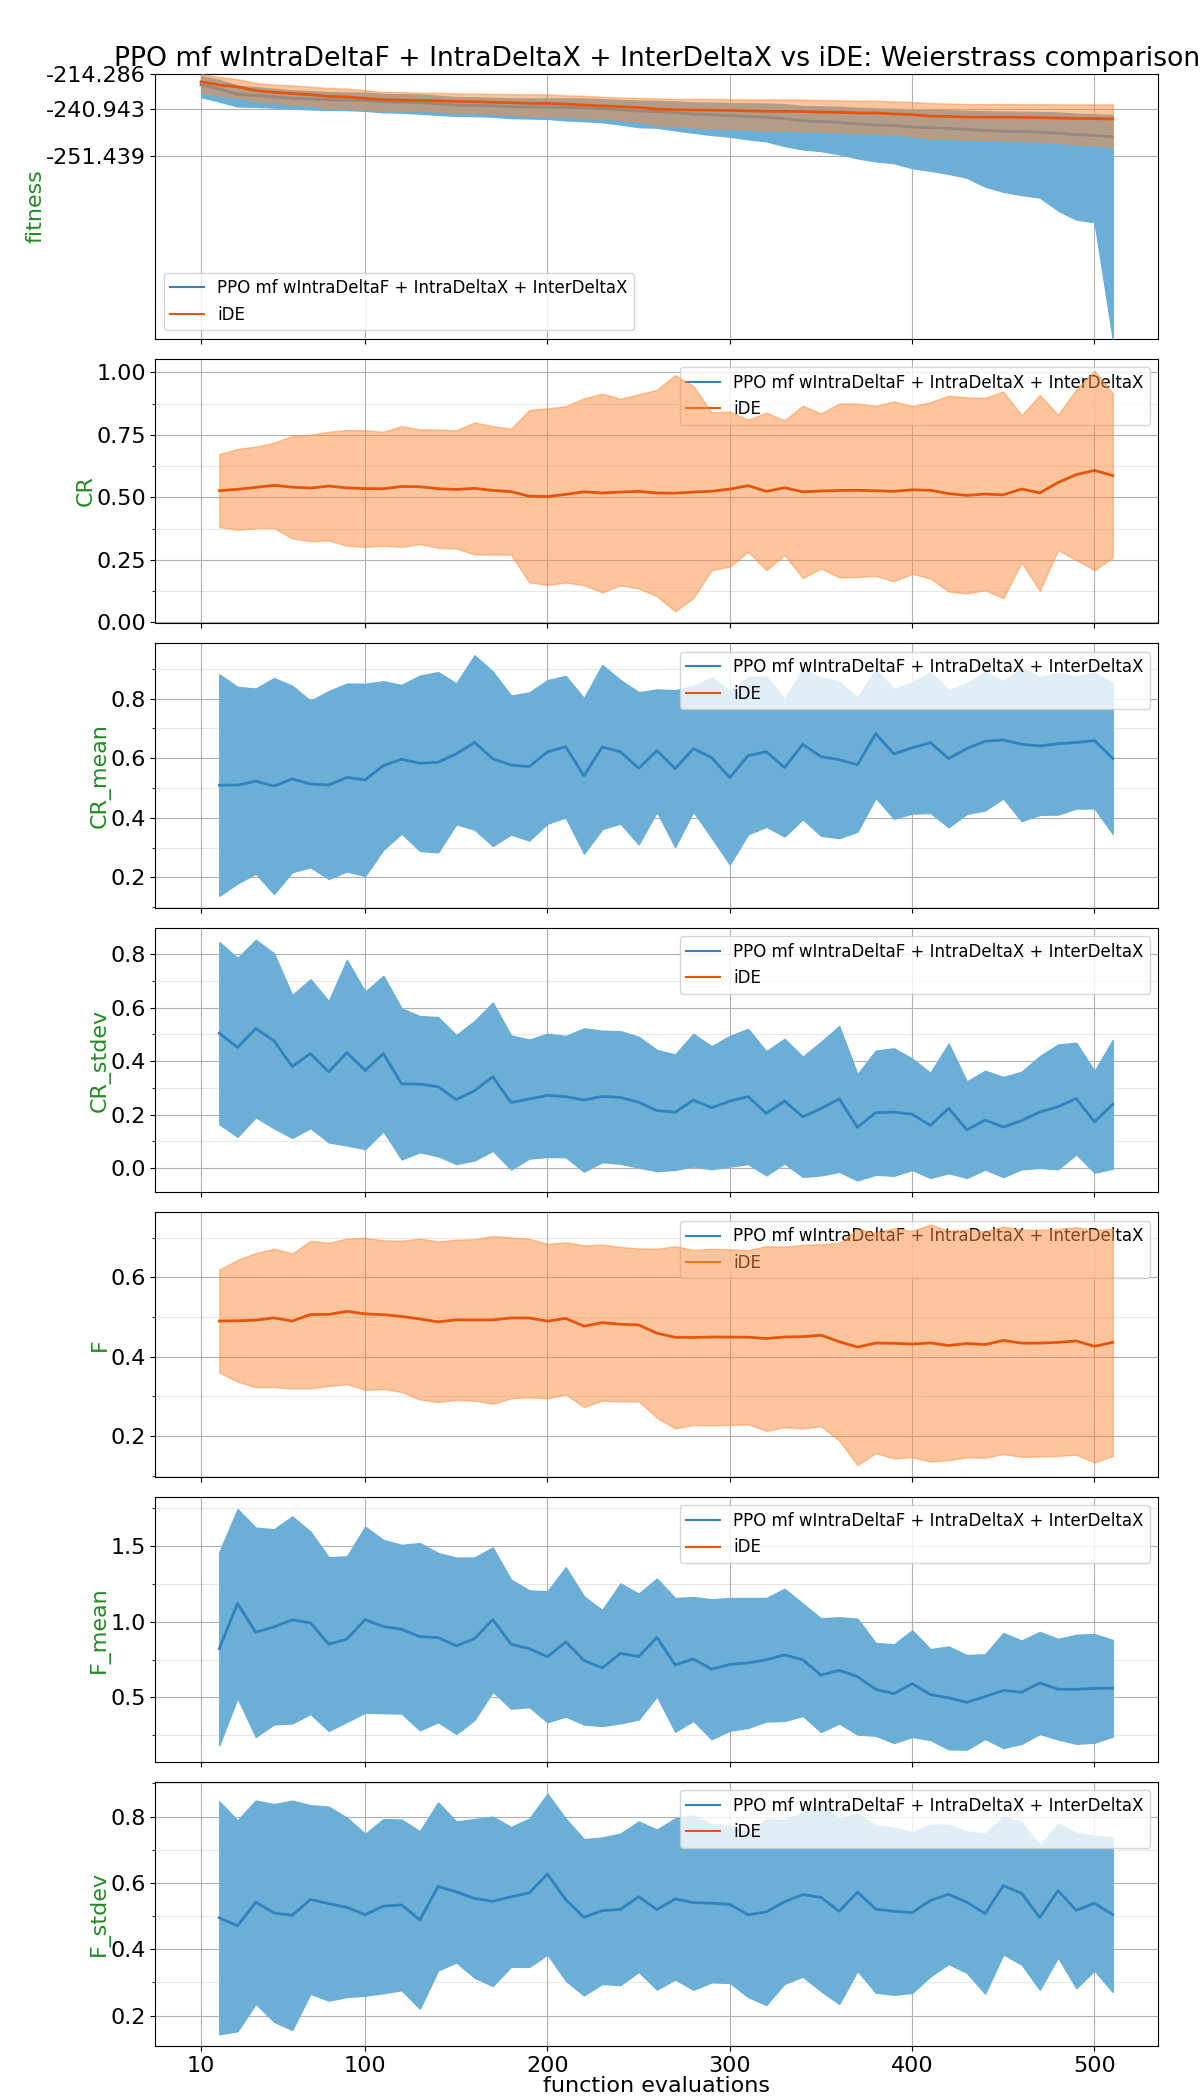 PPO mf wIntraDeltaF + IntraDeltaX + InterDeltaX vs iDE: Weierstrass comparison
-214.286
-240.943
-251.439
fitness
PPO mf wIntraDeltaF + IntraDeltaX + InterDeltaX
iDE
1.00
0.75
0.50
0.25
0.00
CR
PPO mf wIntraDeltaF + IntraDeltaX + InterDeltaX
iDE
0.8
0.6
0.4
0.2
CR_mean
PPO mf wIntraDeltaF + IntraDeltaX + InterDeltaX
iDE
0.8
0.6
0.4
0.2
0.0
CR_stdev
PPO mf wIntraDeltaF + IntraDeltaX + InterDeltaX
iDE
0.6
0.4
0.2
F
PPO mf wIntraDeltaF + IntraDeltaX + InterDeltaX
iDE
1.5
1.0
0.5
F_mean
PPO mf wIntraDeltaF + IntraDeltaX + InterDeltaX
iDE
0.8
0.6
0.4
0.2
F_stdev
PPO mf wIntraDeltaF + IntraDeltaX + InterDeltaX
iDE
10 100 200 300 400 500
function evaluations